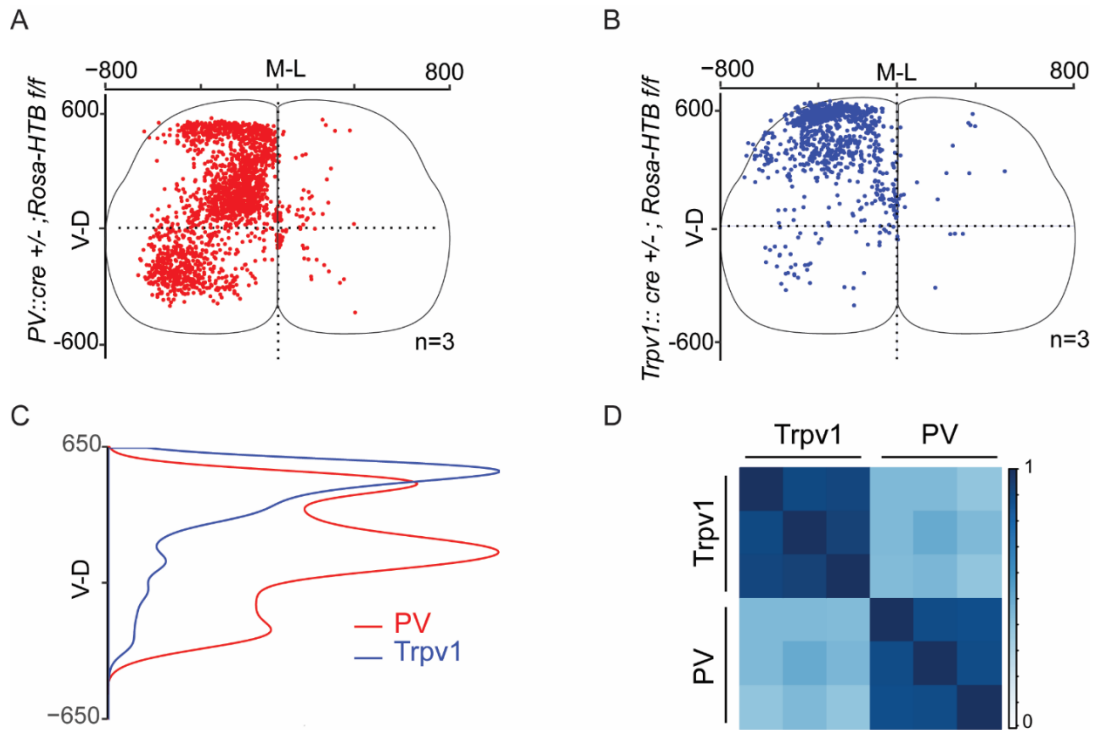 A
PV::cre +/- ;Rosa-HTB f/f
−800
M-L
800
600
V-D
-600
n=3
B
Trpv1:: cre +/- ; Rosa-HTB f/f
−800
M-L
800
600
V-D
-600
n=3
C
650
V-D
−650
PV
Trpv1
D
Trpv1
PV
Trpv1
PV
1
0